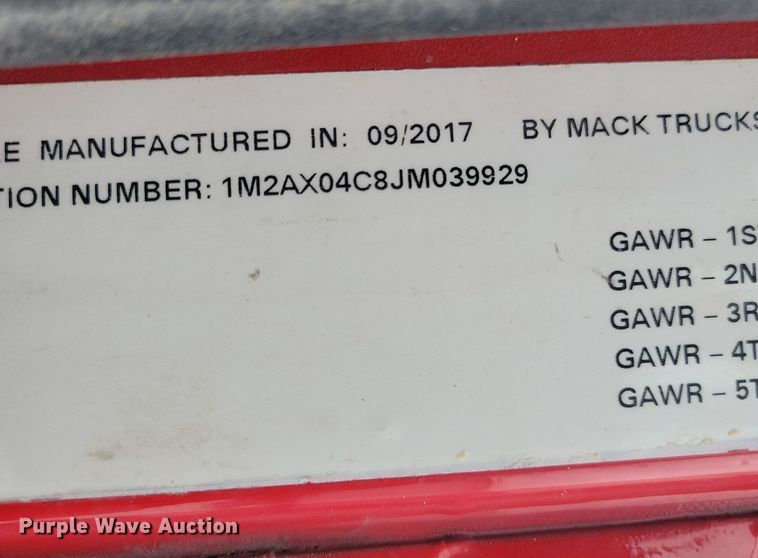 LE MANUFACTURED IN: 09/2017 BY MACK TRUCKS
TION NUMBER: 1M2AX04C8JM039929
GAWR - 1S
GAWR - 2N
GAWR - 3R
GAWR - 4T
GAWR - 5T
Purple Wave Auction